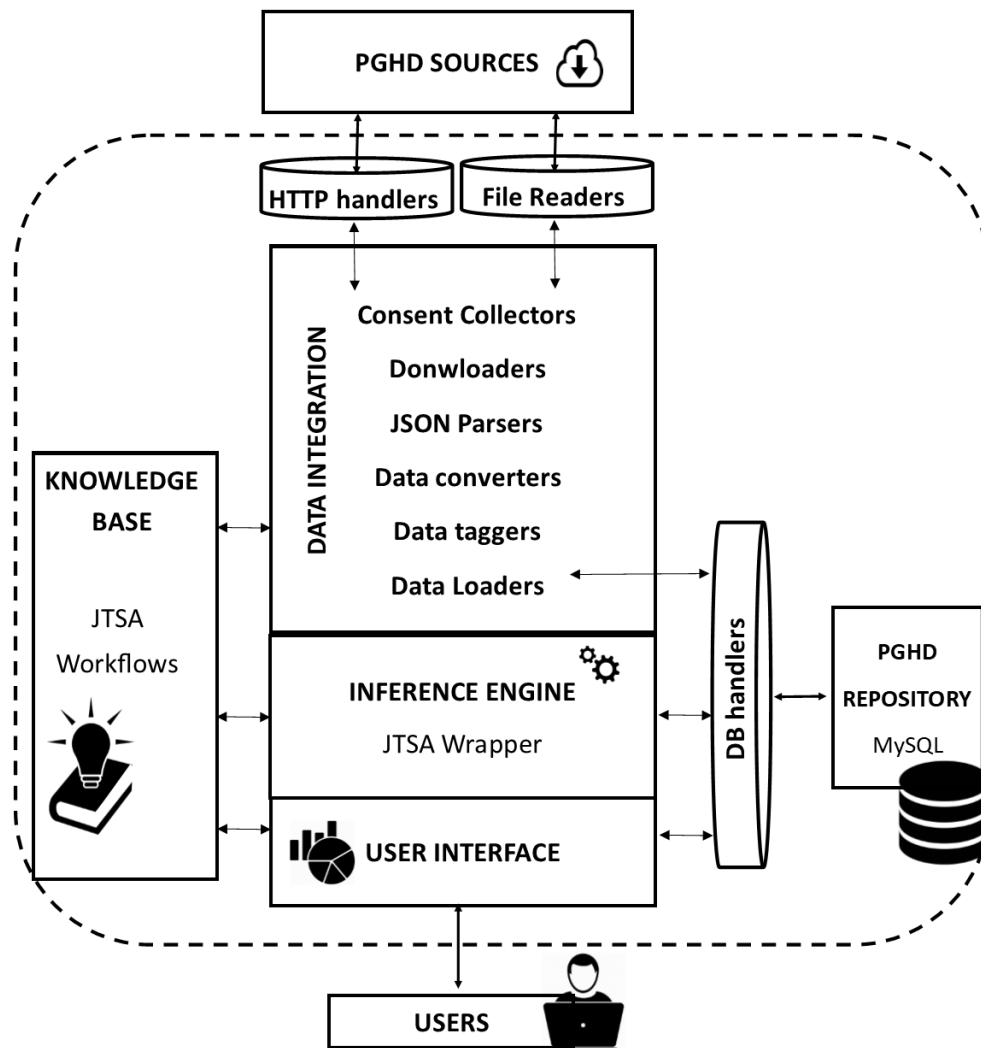 PGHD SOURCES
HTTP handlers
File Readers
DATA INTEGRATION
Consent Collectors
Donwloaders
JSON Parsers
Data converters
Data taggers
Data Loaders
KNOWLEDGE
BASE
JTSA
Workflows
INFERENCE ENGINE
JTSA Wrapper
USER INTERFACE
DB handlers
PGHD
REPOSITORY
MySQL
USERS